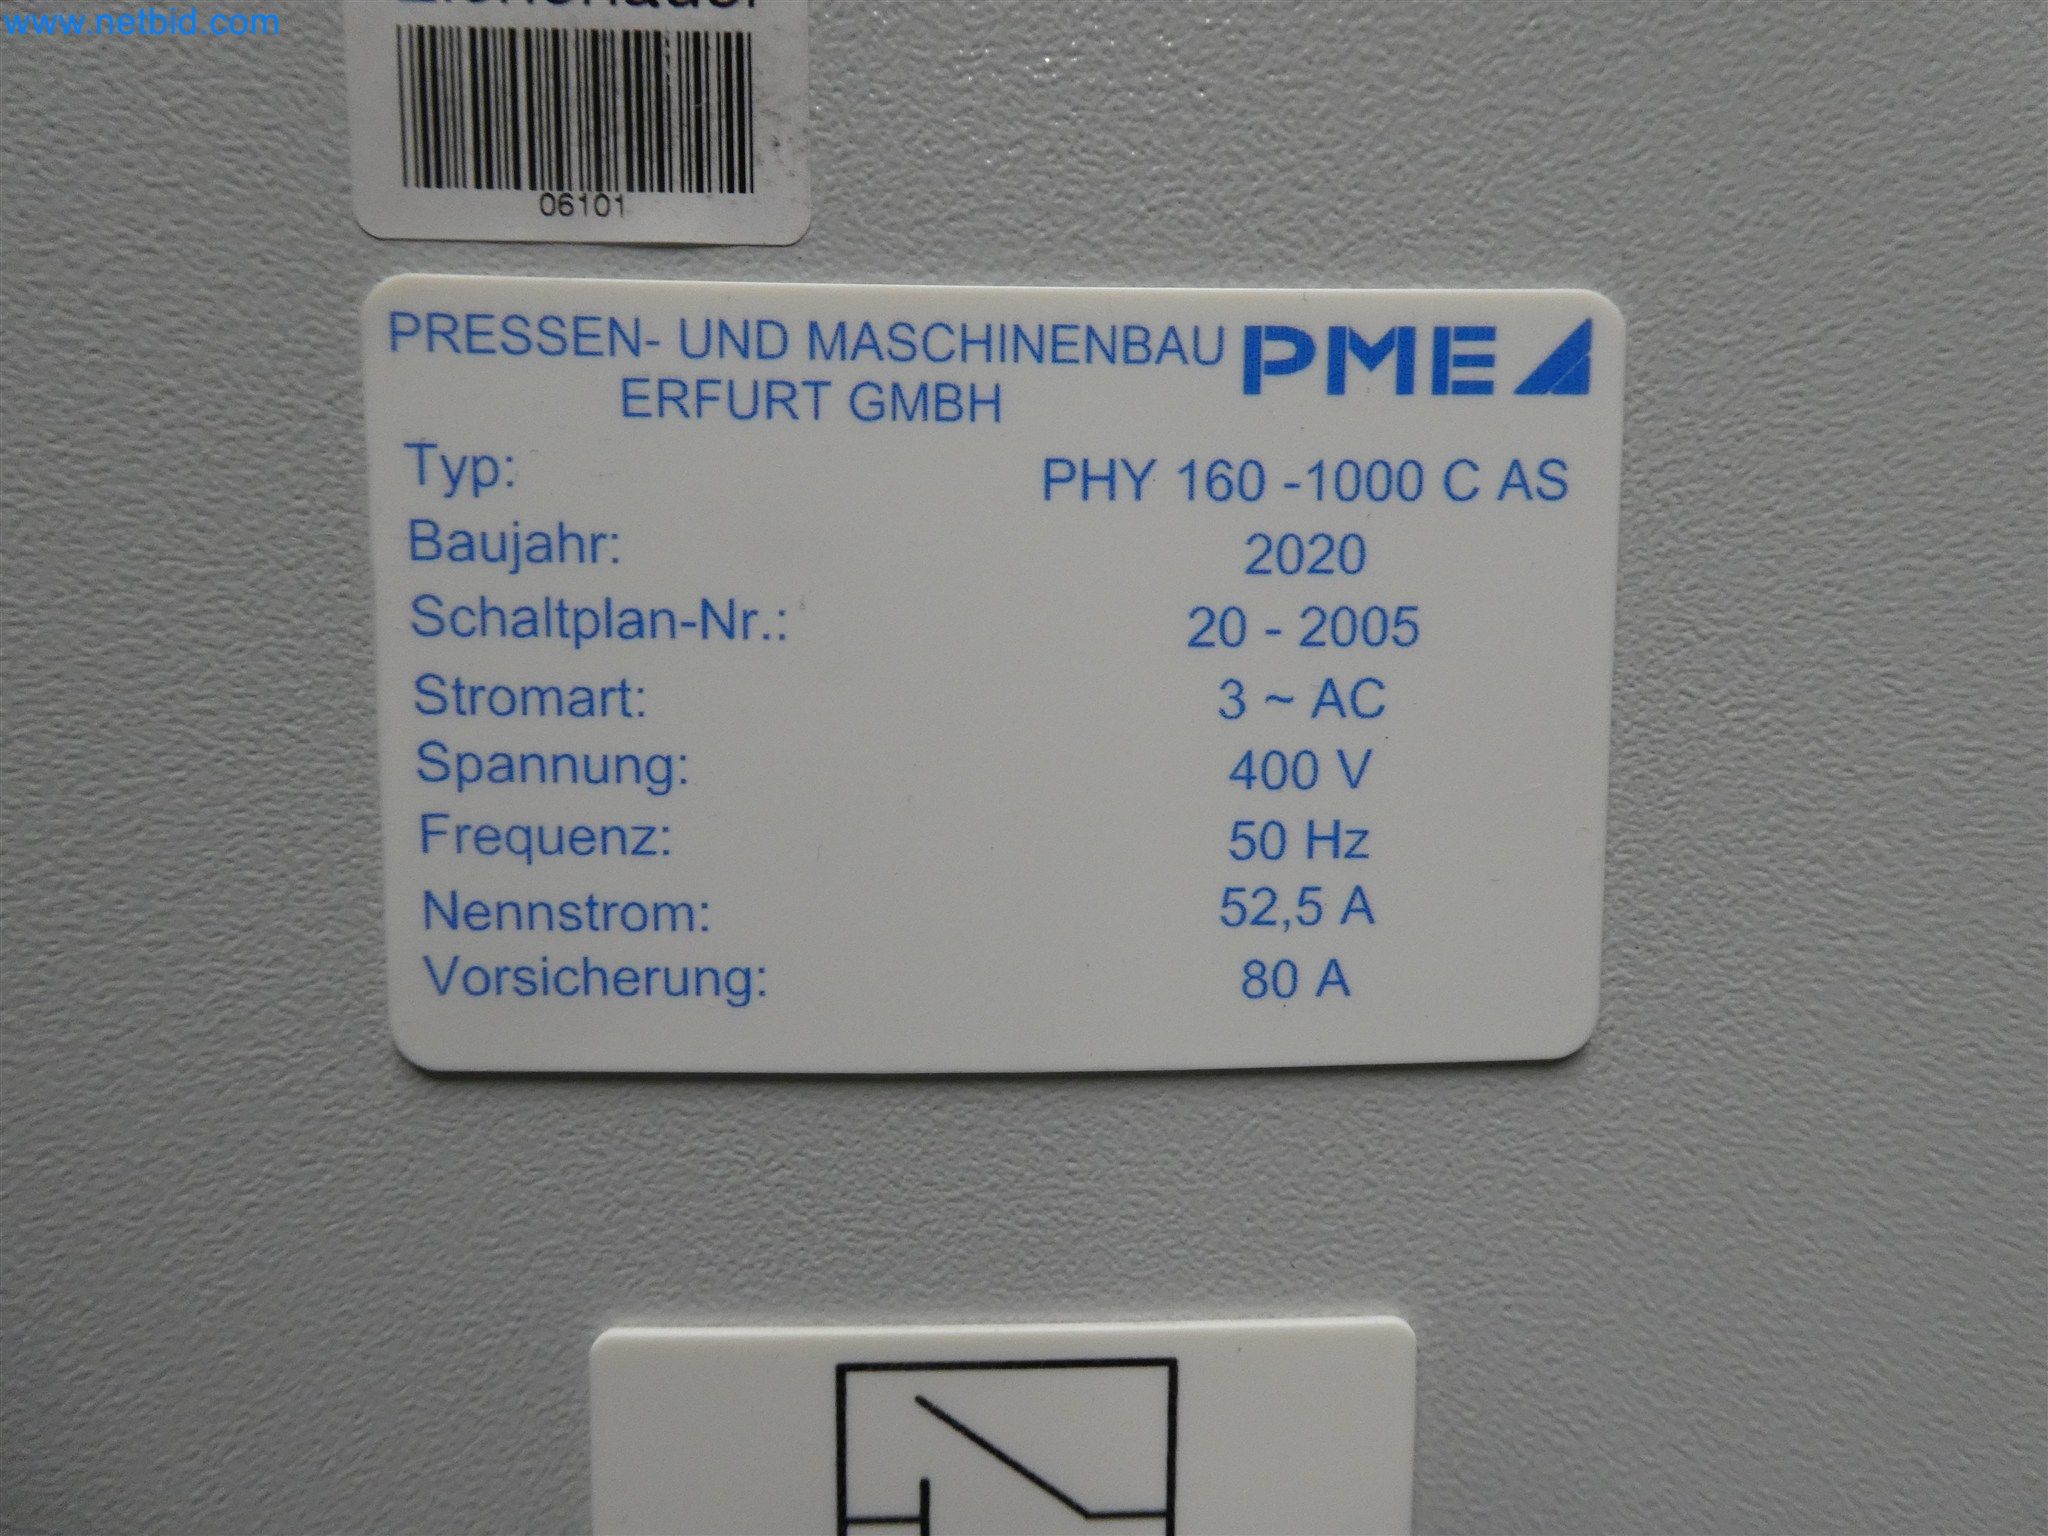 www.netbid.com
06101
PRESSEN- UND MASCHINENBAU PME
ERFURT GMBH
Typ: PHY 160 -1000 C AS
Baujahr: 2020
Schaltplan-Nr.: 20 - 2005
Stromart: 3 ~ AC
Spannung: 400 V
Frequenz: 50 Hz
Nennstrom: 52,5 A
Vorsicherung: 80 A